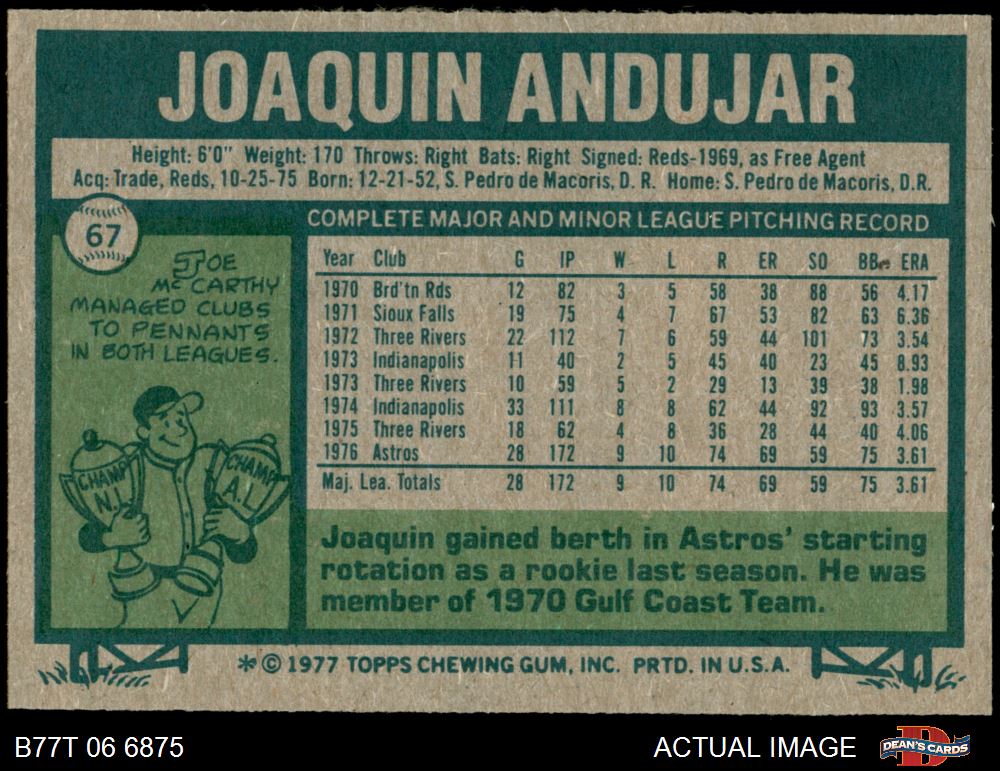 JOAQUIN ANDUJAR
Height: 6'0" Weight: 170 Throws: Right Bats: Right Signed: Reds-1969, as Free Agent
Acq: Trade, Reds, 10-25-75 Born: 12-21-52, S. Pedro de Macoris, D. R. Home: S. Pedro de Macoris, D.R.
67
JOE
McCARTHY
MANAGED CLUBS
TO PENNANTS
IN BOTH LEAGUES.
CHAMP
N.L.
CHAMP
A.L.
COMPLETE MAJOR AND MINOR LEAGUE PITCHING RECORD
Year Club G IP W L R ER SO BB ERA
1970 Brd'tn Rds 12 82 3 5 58 38 88 56 4.17
1971 Sioux Falls 19 75 4 7 67 53 82 63 6.36
1972 Three Rivers 22 112 7 6 59 44 101 73 3.54
1973 Indianapolis 11 40 2 5 45 40 23 45 8.93
1973 Three Rivers 10 59 5 2 29 13 39 38 1.98
1974 Indianapolis 33 111 8 8 62 44 92 93 3.57
1975 Three Rivers 18 62 4 8 36 28 44 40 4.06
1976 Astros 28 172 9 10 74 69 59 75 3.61
Maj. Lea. Totals 28 172 9 10 74 69 59 75 3.61
Joaquin gained berth in Astros' starting
rotation as a rookie last season. He was
member of 1970 Gulf Coast Team.
* © 1977 TOPPS CHEWING GUM, INC. PRTD. IN U.S.A.
B77T 06 6875
ACTUAL IMAGE
DEAN'S CARDS